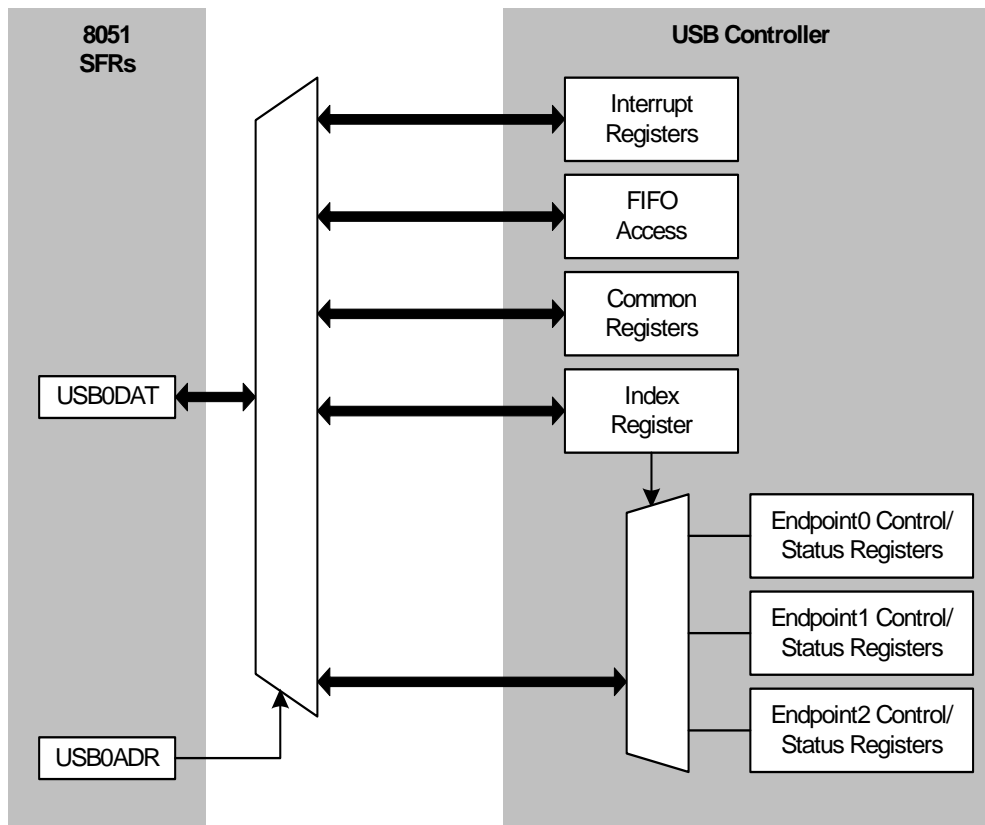 8051
SFRs
USB Controller
Interrupt
Registers
FIFO
Access
Common
Registers
USB0DAT
Index
Register
Endpoint0 Control/
Status Registers
Endpoint1 Control/
Status Registers
Endpoint2 Control/
Status Registers
USB0ADR